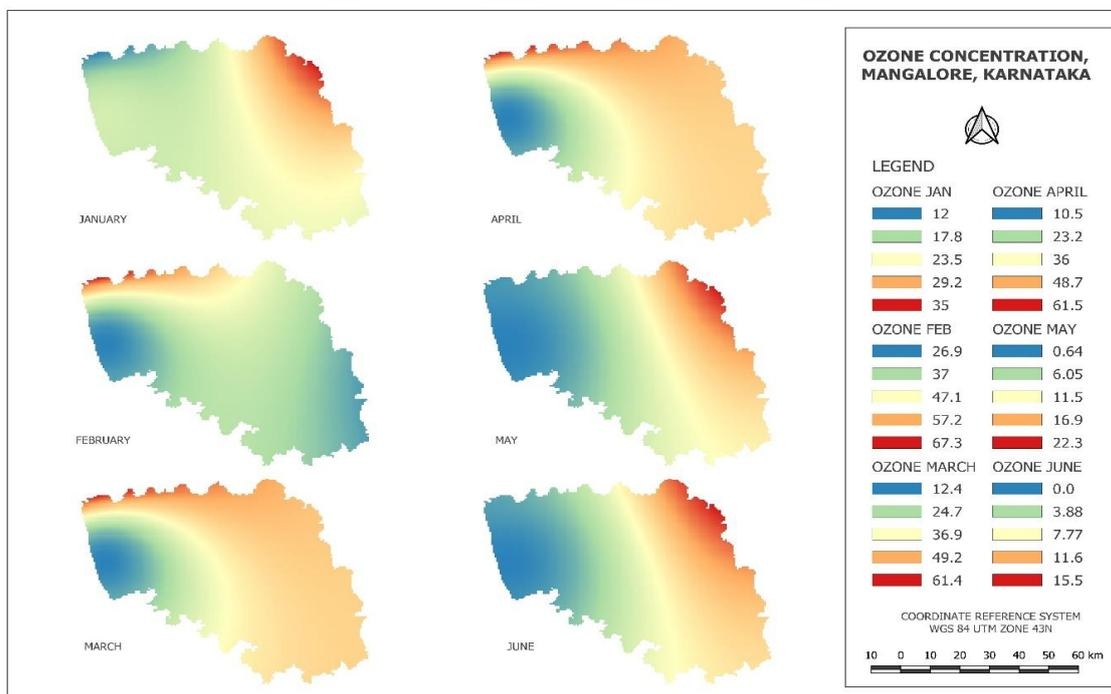 JANUARY
APRIL
FEBRUARY
MAY
MARCH
JUNE
OZONE CONCENTRATION,
MANGALORE, KARNATAKA
LEGEND
OZONE JAN
12
17.8
23.5
29.2
35
OZONE FEB
26.9
37
47.1
57.2
67.3
OZONE MARCH
12.4
24.7
36.9
49.2
61.4
OZONE APRIL
10.5
23.2
36
48.7
61.5
OZONE MAY
0.64
6.05
11.5
16.9
22.3
OZONE JUNE
0.0
3.88
7.77
11.6
15.5
COORDINATE REFERENCE SYSTEM
WGS 84 UTM ZONE 43N
10 0 10 20 30 40 50 60 km